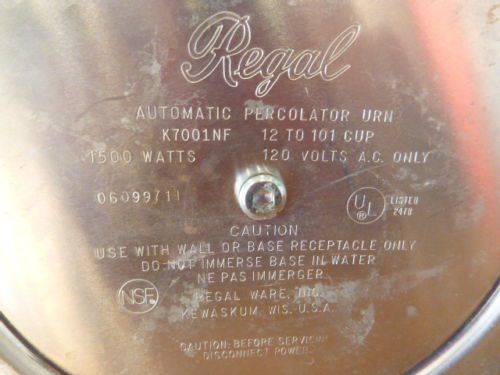 Regal
AUTOMATIC PERCOLATOR URN
K7001NF 12 TO 101 CUP
1500 WATTS 120 VOLTS A.C. ONLY
06099711
UL
®
LISTED
247B
CAUTION
USE WITH WALL OR BASE RECEPTACLE ONLY
DO NOT IMMERSE BASE IN WATER
NE PAS IMMERGER
NSF
REGAL WARE, INC.
KEWASKUM, WIS. U.S.A.
CAUTION: BEFORE SERVICING
DISCONNECT POWER